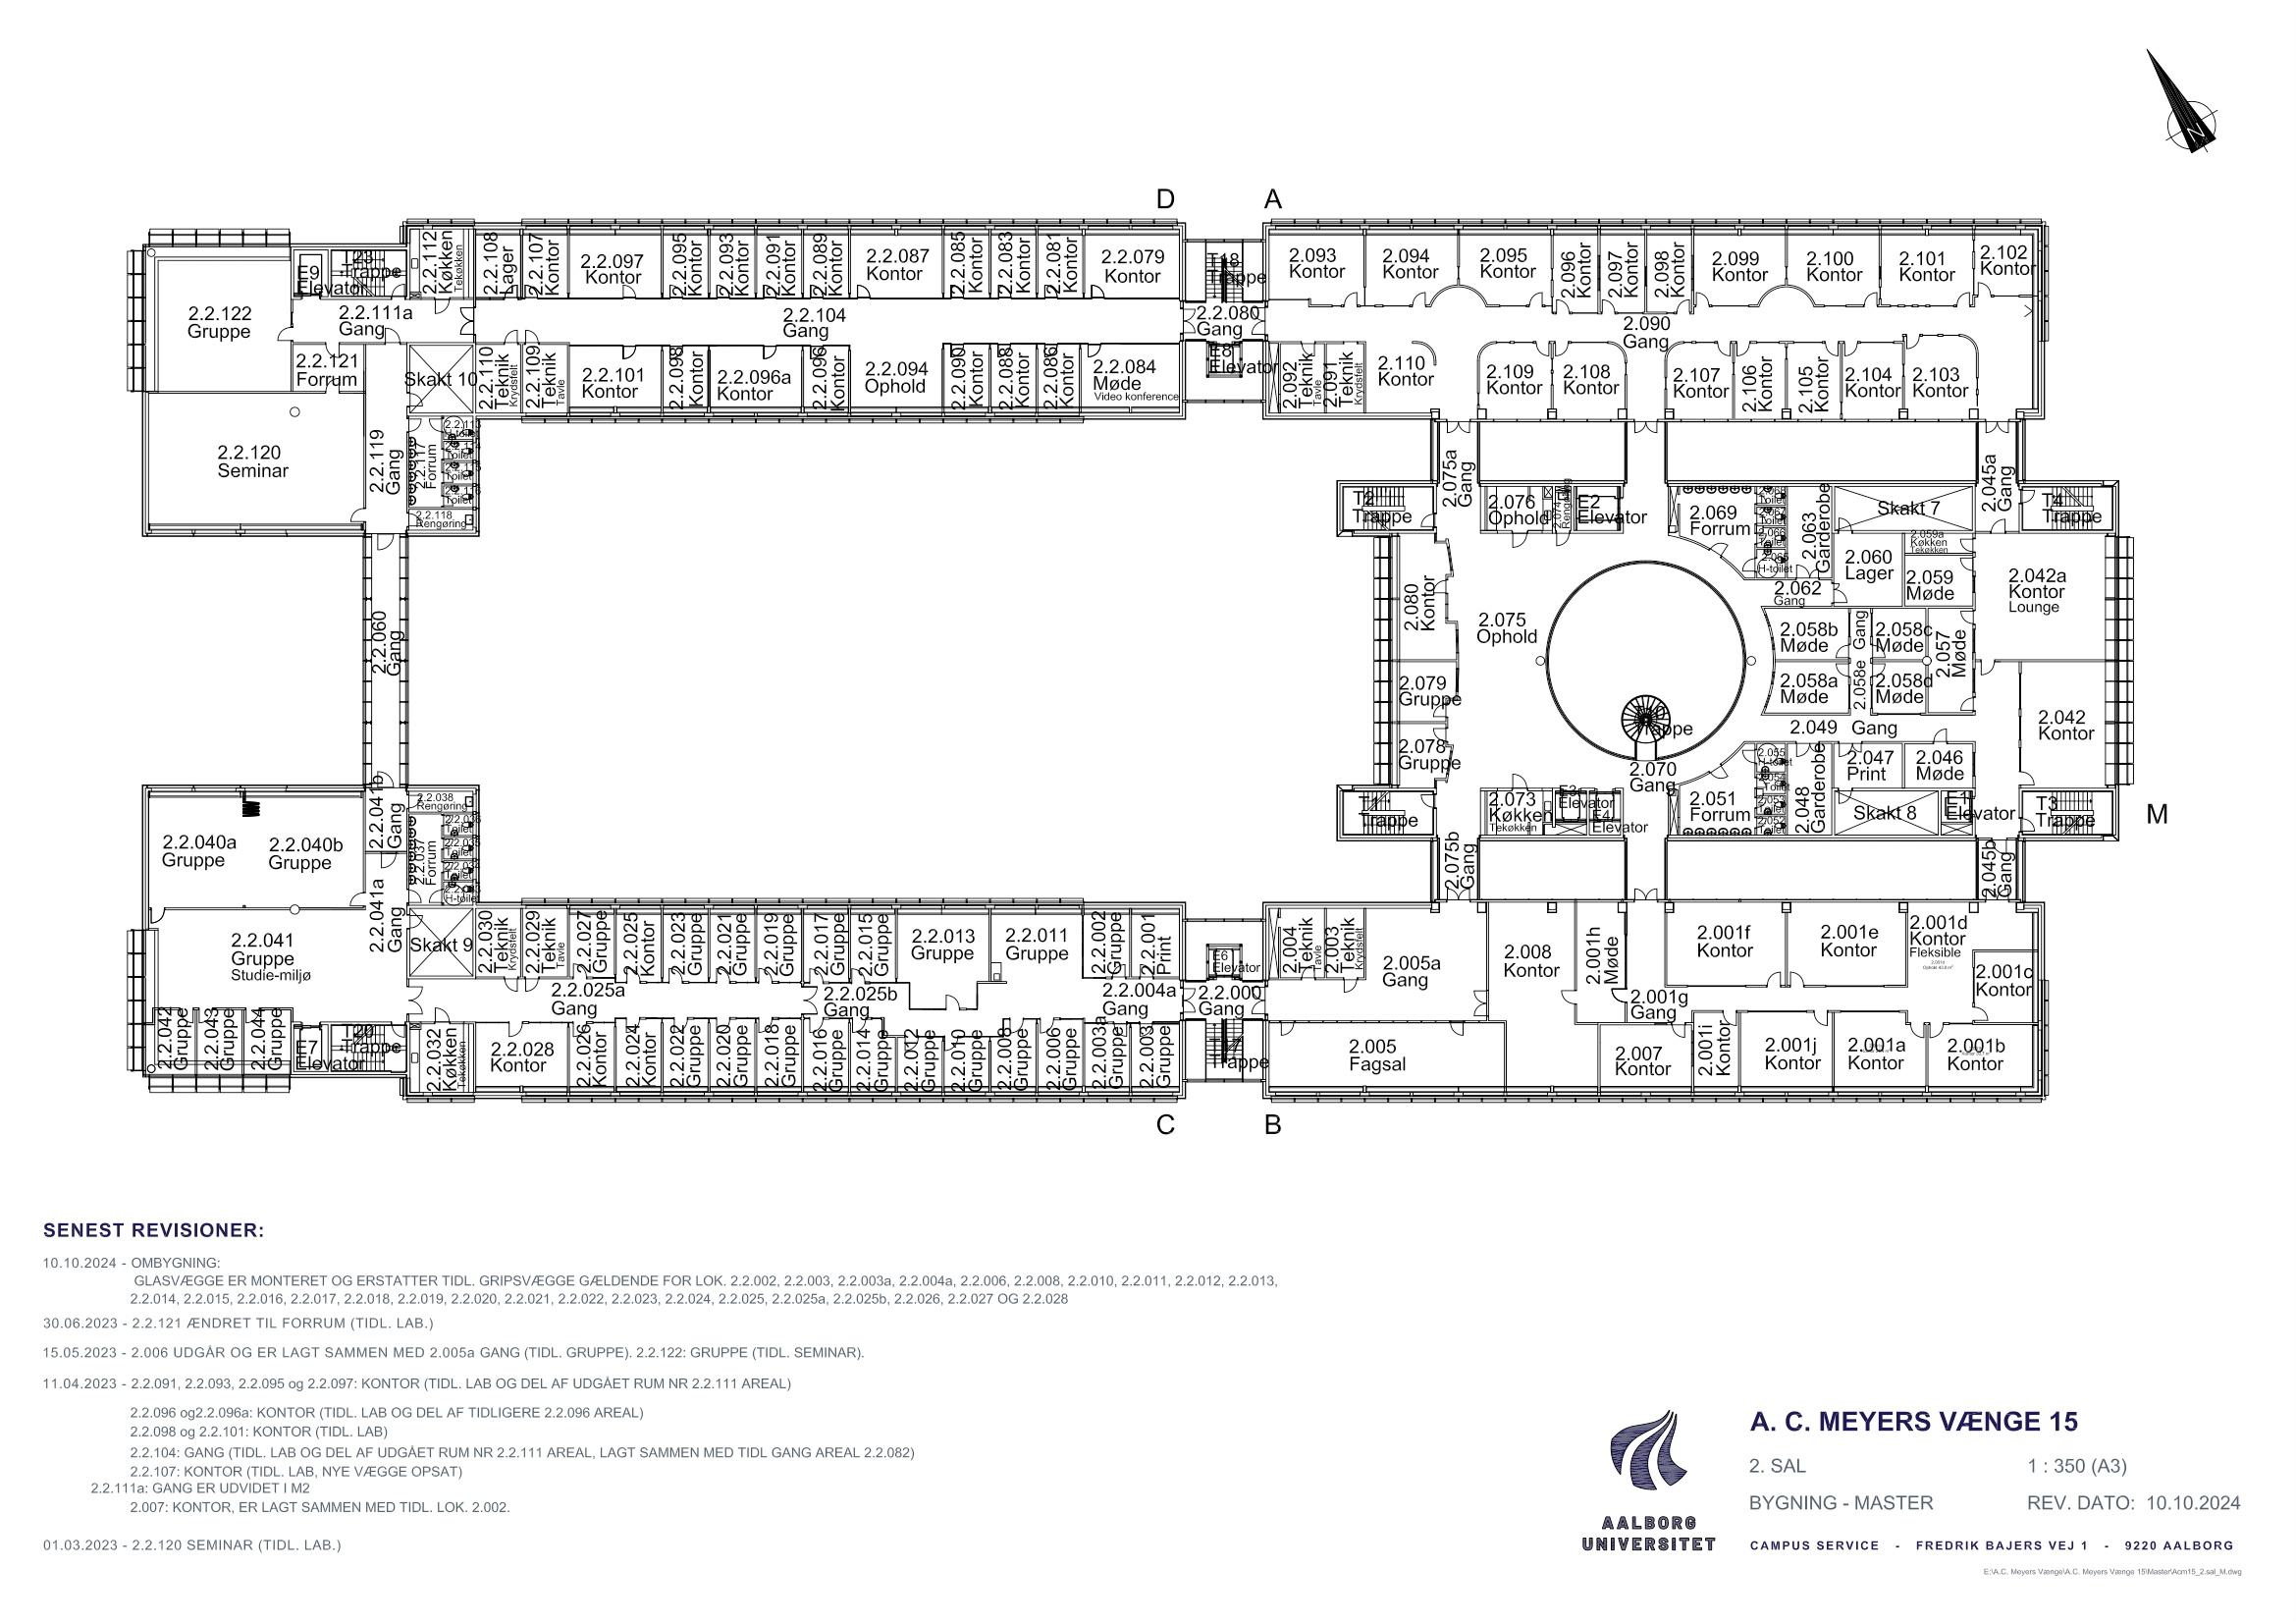 D
A
T23
Trappe
E9
Elevator
2.2.112
Køkken
Tekøkken
2.2.108
Lager
2.2.107
Kontor
2.2.097
Kontor
2.2.095
Kontor
2.2.093
Kontor
2.2.091
Kontor
2.2.089
Kontor
2.2.087
Kontor
2.2.085
Kontor
2.2.083
Kontor
2.2.081
Kontor
2.2.079
Kontor
T18
Trappe
2.093
Kontor
2.094
Kontor
2.095
Kontor
2.096
Kontor
2.097
Kontor
2.098
Kontor
2.099
Kontor
2.100
Kontor
2.101
Kontor
2.102
Kontor
2.2.122
Gruppe
2.2.111a
Gang
2.2.104
Gang
2.2.080
Gang
2.090
Gang
2.2.121
Forrum
Skakt 10
2.2.110
Teknik
Krydsfelt
2.2.109
Teknik
Tavle
2.2.101
Kontor
2.2.098
Kontor
2.2.096a
Kontor
2.2.096
Kontor
2.2.094
Ophold
2.2.090
Kontor
2.2.088
Kontor
2.2.086
Kontor
2.2.084
Møde
Video konference
E8
Elevator
2.092
Teknik
Tavle
2.091
Teknik
Krydsfelt
2.110
Kontor
2.109
Kontor
2.108
Kontor
2.107
Kontor
2.106
Kontor
2.105
Kontor
2.104
Kontor
2.103
Kontor
2.2.120
Seminar
2.2.119
Gang
2.2.117
Forrum
Toilet
Toilet
Toilet
2.2.118
Rengøring
2.075a
Gang
2.045a
Gang
T2
Trappe
2.076
Ophold
E2
Elevator
2.069
Forrum
Toilet
Toilet
Toilet
H-toilet
2.063
Garderobe
Skakt 7
T4
Trappe
2.059a
Køkken
Tekøkken
2.060
Lager
2.059
Møde
2.042a
Kontor
Lounge
2.062
Gang
2.080
Kontor
2.075
Ophold
2.2.060
Gang
2.058b
Møde
2.058e Gang
2.058c
Møde
2.057
Møde
2.058a
Møde
2.058d
Møde
2.079
Gruppe
Trappe
2.049 Gang
2.042
Kontor
2.078
Gruppe
2.070
Gang
2.055
H-toilet
Toilet
Toilet
2.052
Toilet
2.047
Print
2.046
Møde
T1
Trappe
2.073
Køkken
Tekøkken
E3
Elevator
E4
Elevator
2.051
Forrum
2.048
Garderobe
Skakt 8
E1
Elevator
T3
Trappe
M
2.2.041b
Gang
2.2.038
Rengøring
2.2.040a
Gruppe
2.2.040b
Gruppe
2.2.037
Forrum
Toilet
Toilet
Toilet
H-toilet
2.075b
Gang
2.045b
Gang
2.2.041a
Gang
2.2.041
Gruppe
Studie-miljø
Skakt 9
2.2.030
Teknik
Krydsfelt
2.2.029
Teknik
Tavle
2.2.027
Gruppe
2.2.025
Kontor
2.2.023
Gruppe
2.2.021
Gruppe
2.2.019
Gruppe
2.2.017
Gruppe
2.2.015
Gruppe
2.2.013
Gruppe
2.2.011
Gruppe
2.2.002
Gruppe
2.2.001
Print
E6
Elevator
2.004
Teknik
Tavle
2.003
Teknik
Krydsfelt
2.005a
Gang
2.008
Kontor
2.001h
Møde
2.001f
Kontor
2.001e
Kontor
2.001d
Kontor
Fleksible
2.001c
Kontor
2.2.025a
Gang
2.2.025b
Gang
2.2.004a
Gang
2.2.000
Gang
2.001g
Gang
2.2.042
Gruppe
2.2.043
Gruppe
2.2.044
Gruppe
E7
Elevator
T20
Trappe
2.2.032
Køkken
Tekøkken
2.2.028
Kontor
2.2.026
Kontor
2.2.024
Kontor
2.2.022
Gruppe
2.2.020
Gruppe
2.2.018
Gruppe
2.2.016
Gruppe
2.2.014
Gruppe
2.2.012
Gruppe
2.2.010
Gruppe
2.2.008
Gruppe
2.2.006
Gruppe
2.2.003a
Gruppe
2.2.003
Gruppe
Trappe
2.005
Fagsal
2.007
Kontor
2.001i
Kontor
2.001j
Kontor
2.001a
Kontor
2.001b
Kontor
C
B
SENEST REVISIONER:
10.10.2024 - OMBYGNING:
GLASVÆGGE ER MONTERET OG ERSTATTER TIDL. GRIPSVÆGGE GÆLDENDE FOR LOK. 2.2.002, 2.2.003, 2.2.003a, 2.2.004a, 2.2.006, 2.2.008, 2.2.010, 2.2.011, 2.2.012, 2.2.013,
2.2.014, 2.2.015, 2.2.016, 2.2.017, 2.2.018, 2.2.019, 2.2.020, 2.2.021, 2.2.022, 2.2.023, 2.2.024, 2.2.025, 2.2.025a, 2.2.025b, 2.2.026, 2.2.027 OG 2.2.028
30.06.2023 - 2.2.121 ÆNDRET TIL FORRUM (TIDL. LAB.)
15.05.2023 - 2.006 UDGÅR OG ER LAGT SAMMEN MED 2.005a GANG (TIDL. GRUPPE). 2.2.122: GRUPPE (TIDL. SEMINAR).
11.04.2023 - 2.2.091, 2.2.093, 2.2.095 og 2.2.097: KONTOR (TIDL. LAB OG DEL AF UDGÅET RUM NR 2.2.111 AREAL)
2.2.096 og2.2.096a: KONTOR (TIDL. LAB OG DEL AF TIDLIGERE 2.2.096 AREAL)
2.2.098 og 2.2.101: KONTOR (TIDL. LAB)
2.2.104: GANG (TIDL. LAB OG DEL AF UDGÅET RUM NR 2.2.111 AREAL, LAGT SAMMEN MED TIDL GANG AREAL 2.2.082)
2.2.107: KONTOR (TIDL. LAB, NYE VÆGGE OPSAT)
2.2.111a: GANG ER UDVIDET I M2
2.007: KONTOR, ER LAGT SAMMEN MED TIDL. LOK. 2.002.
01.03.2023 - 2.2.120 SEMINAR (TIDL. LAB.)
AALBORG
UNIVERSITET
A. C. MEYERS VÆNGE 15
2. SAL 1 : 350 (A3)
BYGNING - MASTER REV. DATO: 10.10.2024
CAMPUS SERVICE - FREDRIK BAJERS VEJ 1 - 9220 AALBORG
E:\A.C. Meyers Vænge\A.C. Meyers Vænge 15\Master\Acm15_2.sal_M.dwg